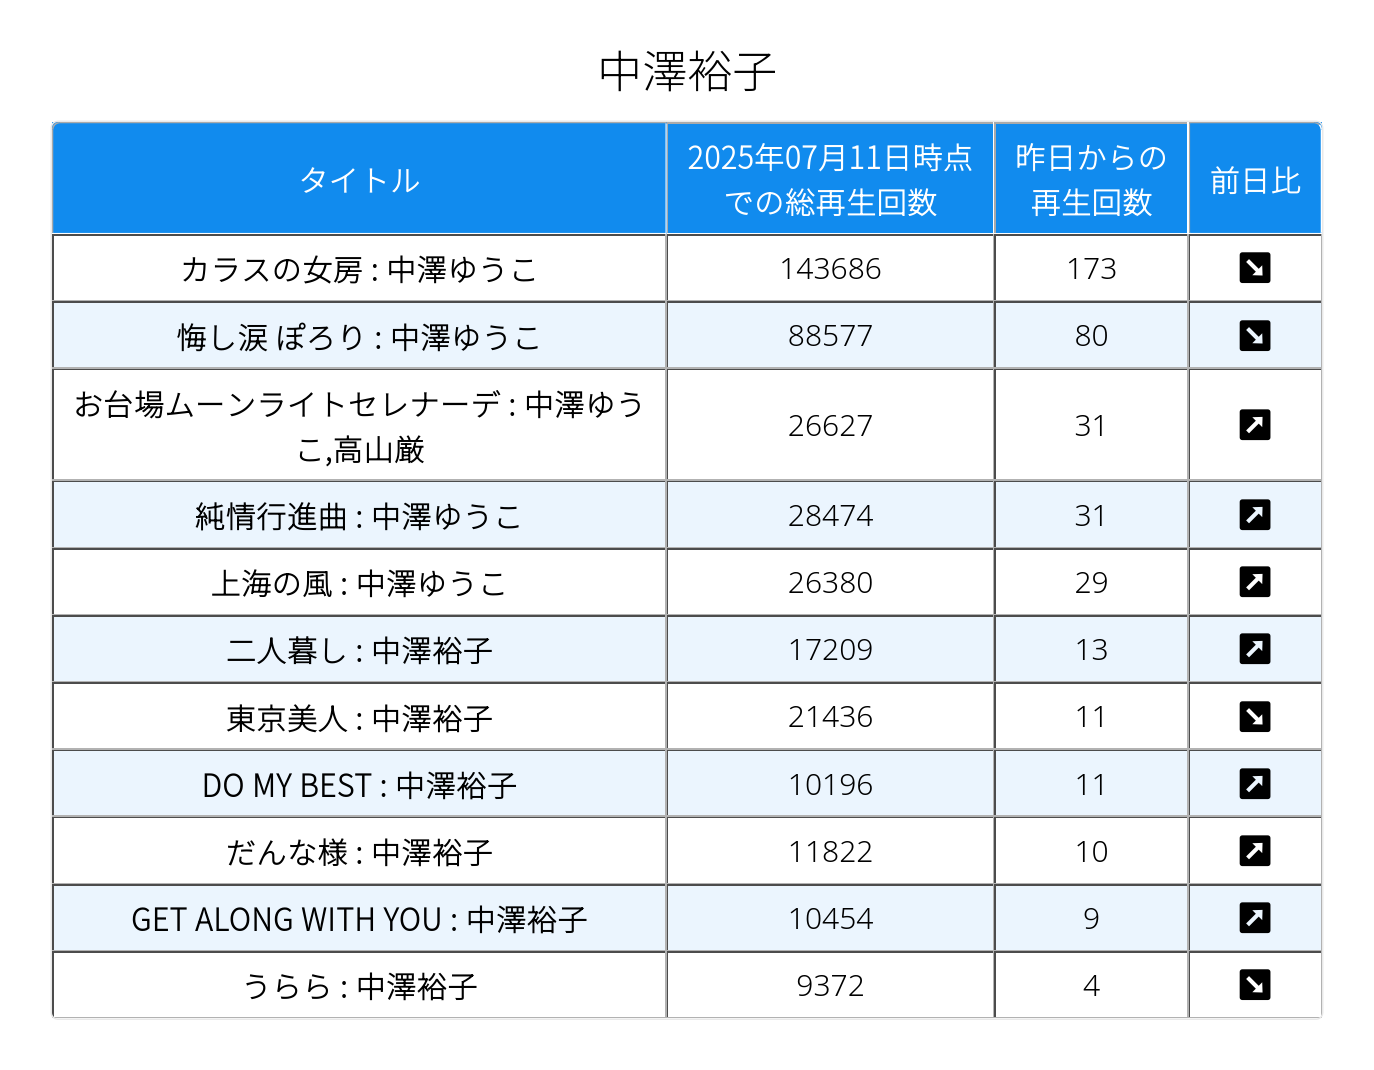 中澤裕子
タイトル
2025年07月11日時点
での総再生回数
昨日からの
再生回数
前日比
カラスの女房 : 中澤ゆうこ 143686 173
悔し涙 ぽろり : 中澤ゆうこ 88577 80
お台場ムーンライトセレナーデ : 中澤ゆう
こ,高山厳 26627 31
純情行進曲 : 中澤ゆうこ 28474 31
上海の風 : 中澤ゆうこ 26380 29
二人暮し : 中澤裕子 17209 13
東京美人 : 中澤裕子 21436 11
DO MY BEST : 中澤裕子 10196 11
だんな様 : 中澤裕子 11822 10
GET ALONG WITH YOU : 中澤裕子 10454 9
うらら : 中澤裕子 9372 4